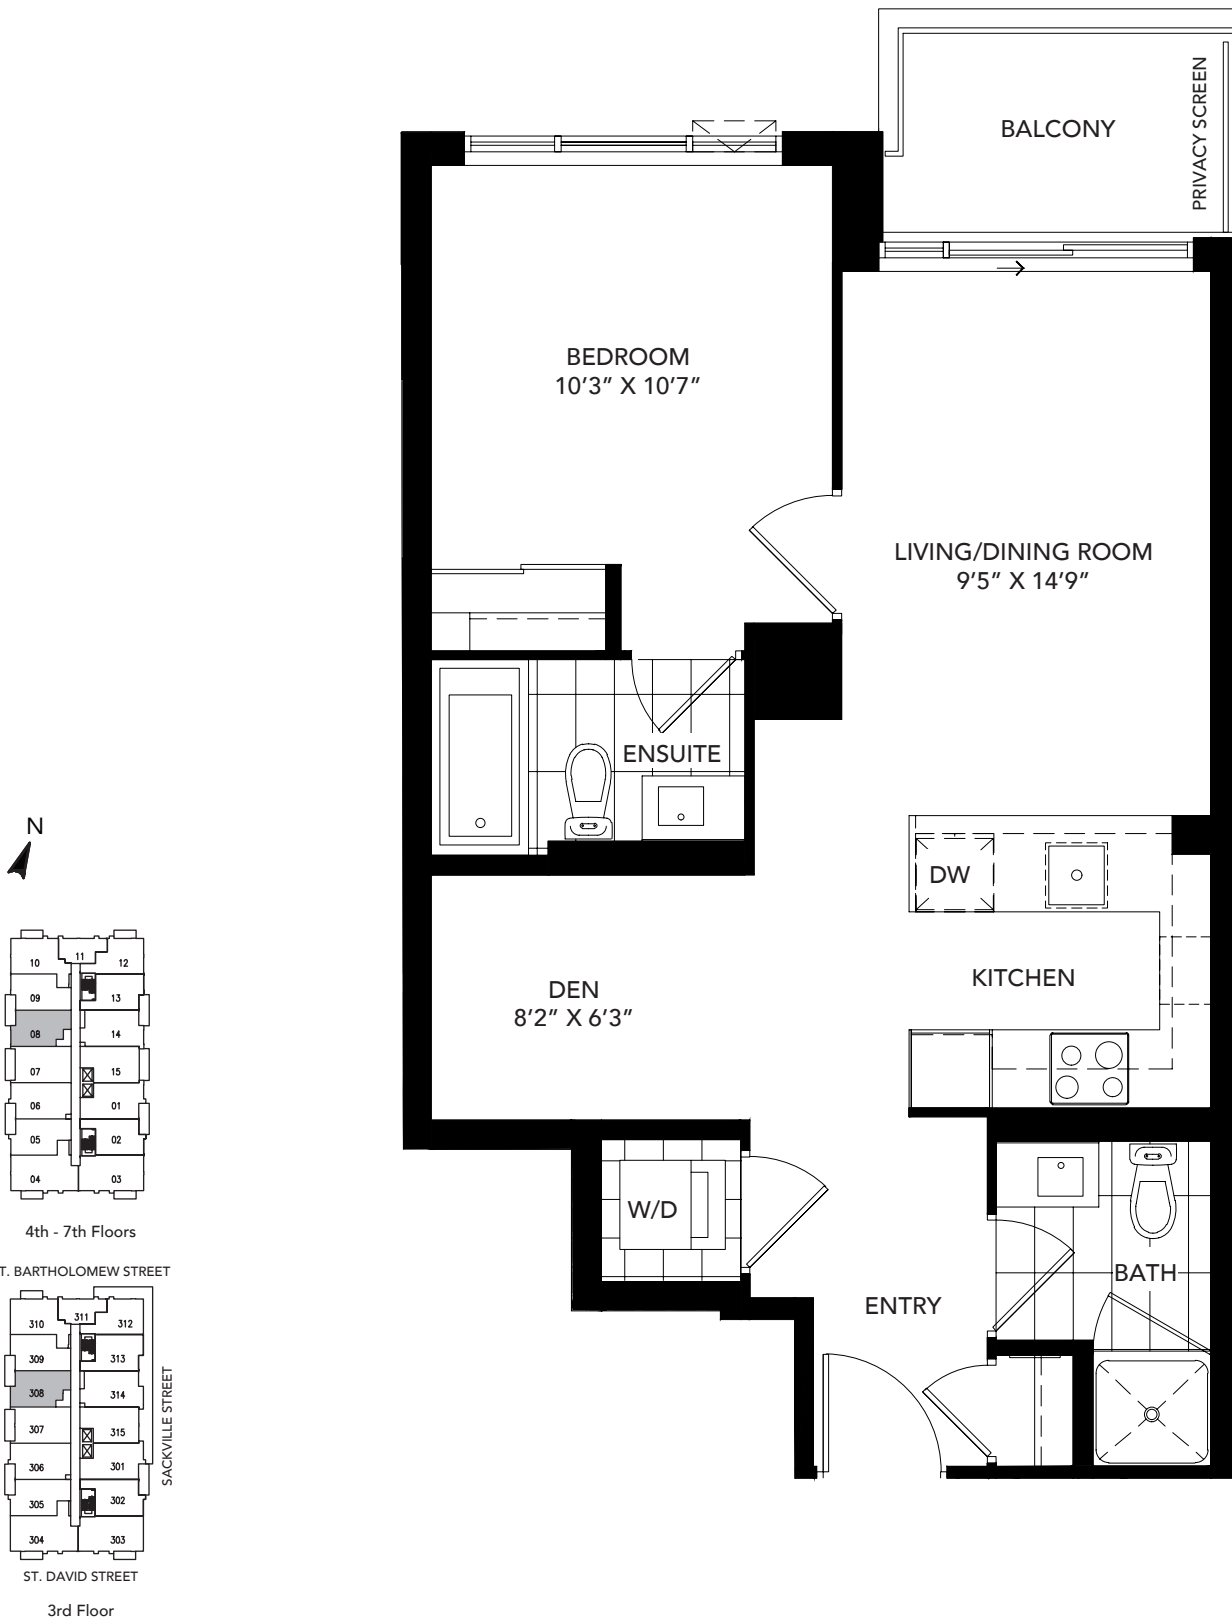 BALCONY
PRIVACY SCREEN
BEDROOM
10’3” X 10’7”
LIVING/DINING ROOM
9’5” X 14’9”
ENSUITE
DW
KITCHEN
DEN
8’2” X 6’3”
W/D
BATH
ENTRY
N
10
11
12
09
13
08
14
07
15
06
01
05
02
04
03
4th - 7th Floors
T. BARTHOLOMEW STREET
310
311
312
309
313
308
314
307
315
306
301
305
302
304
303
SACKVILLE STREET
ST. DAVID STREET
3rd Floor